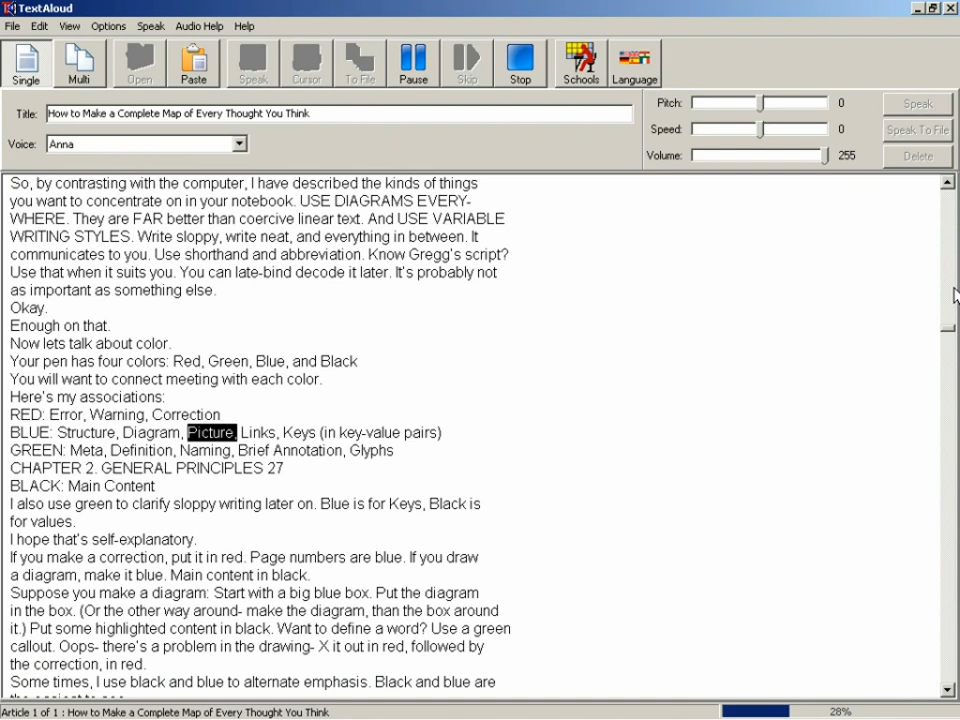 TextAloud
File Edit View Options Speak Audio Help Help
Single Multi Open Paste Speak Cursor To File Pause Skip Stop Schools Language
Title: How to Make a Complete Map of Every Thought You Think
Voice: Anna
Pitch: 0 Speak
Speed: 0 Speak To File
Volume: 255 Delete
So, by contrasting with the computer, I have described the kinds of things
you want to concentrate on in your notebook. USE DIAGRAMS EVERY-
WHERE. They are FAR better than coercive linear text. And USE VARIABLE
WRITING STYLES. Write sloppy, write neat, and everything in between. It
communicates to you. Use shorthand and abbreviation. Know Gregg's script?
Use that when it suits you. You can late-bind decode it later. It's probably not
as important as something else.
Okay.
Enough on that.
Now lets talk about color.
Your pen has four colors: Red, Green, Blue, and Black
You will want to connect meeting with each color.
Here's my associations:
RED: Error, Warning, Correction
BLUE: Structure, Diagram, Picture, Links, Keys (in key-value pairs)
GREEN: Meta, Definition, Naming, Brief Annotation, Glyphs
CHAPTER 2. GENERAL PRINCIPLES 27
BLACK: Main Content
I also use green to clarify sloppy writing later on. Blue is for Keys, Black is
for values.
I hope that's self-explanatory.
If you make a correction, put it in red. Page numbers are blue. If you draw
a diagram, make it blue. Main content in black.
Suppose you make a diagram: Start with a big blue box. Put the diagram
in the box. (Or the other way around- make the diagram, than the box around
it.) Put some highlighted content in black. Want to define a word? Use a green
callout. Oops- there's a problem in the drawing- X it out in red, followed by
the correction, in red.
Some times, I use black and blue to alternate emphasis. Black and blue are
Article 1 of 1 : How to Make a Complete Map of Every Thought You Think 28%